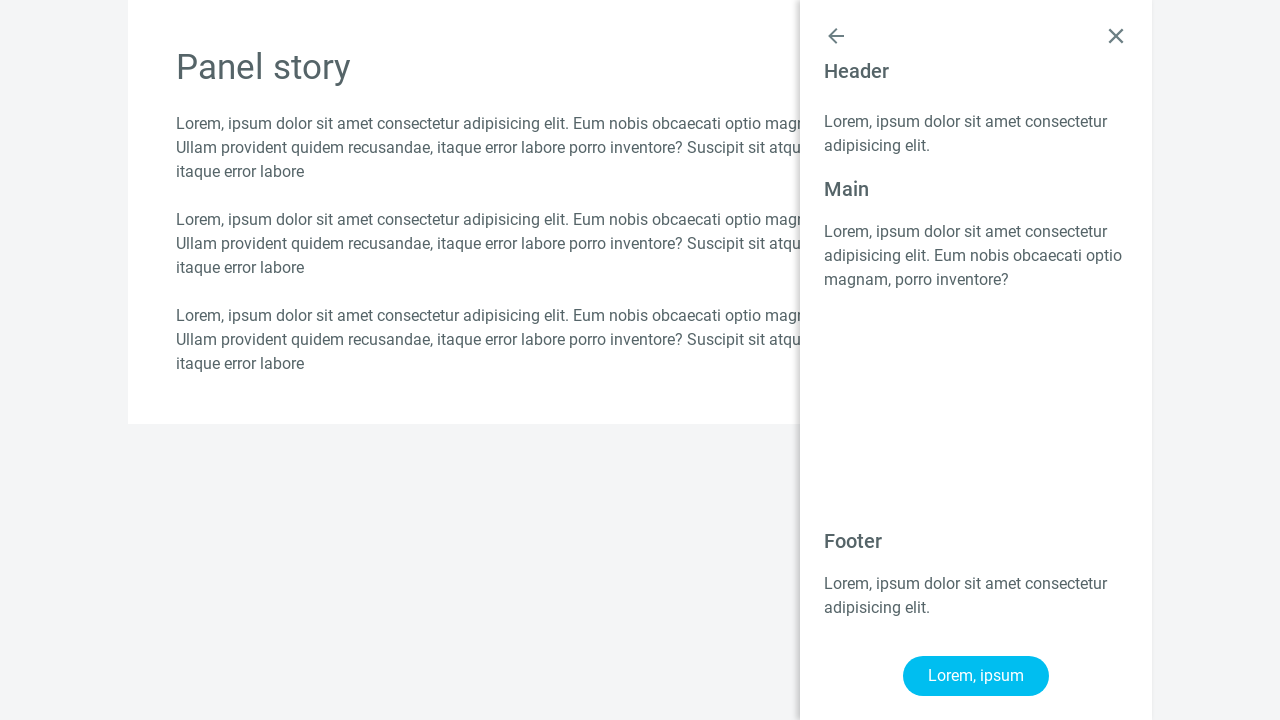 Panel story
Lorem, ipsum dolor sit amet consectetur adipisicing elit. Eum nobis obcaecati optio
Ullam provident quidem recusandae, itaque error labore porro inventore? Suscipit sit
itaque error labore
Lorem, ipsum dolor sit amet consectetur adipisicing elit. Eum nobis obcaecati optio
Ullam provident quidem recusandae, itaque error labore porro inventore? Suscipit sit
itaque error labore
Lorem, ipsum dolor sit amet consectetur adipisicing elit. Eum nobis obcaecati optio
Ullam provident quidem recusandae, itaque error labore porro inventore? Suscipit sit
itaque error labore
Header
Lorem, ipsum dolor sit amet consectetur
adipisicing elit.
Main
Lorem, ipsum dolor sit amet consectetur
adipisicing elit. Eum nobis obcaecati optio
magnam, porro inventore?
Footer
Lorem, ipsum dolor sit amet consectetur
adipisicing elit.
Lorem, ipsum